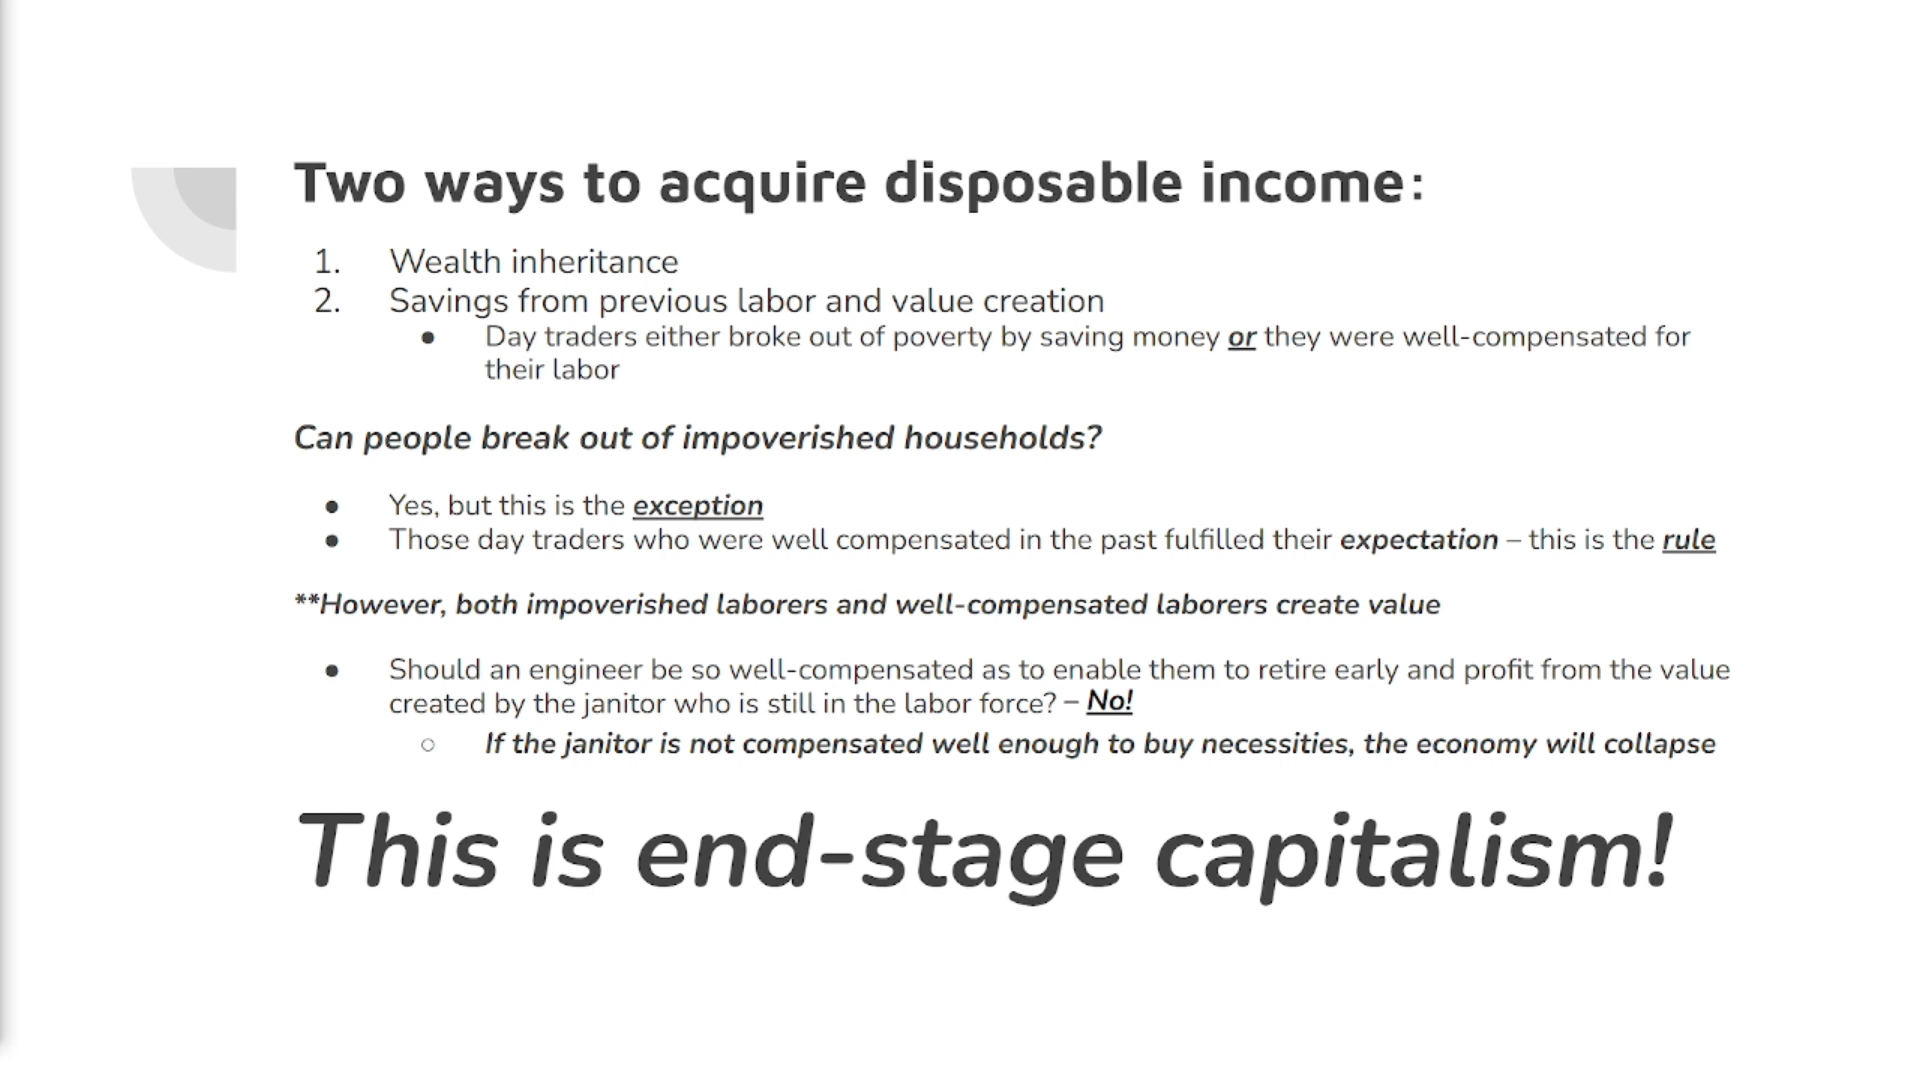 Two ways to acquire disposable income:
1. Wealth inheritance
2. Savings from previous labor and value creation
● Day traders either broke out of poverty by saving money or they were well-compensated for
their labor
Can people break out of impoverished households?
● Yes, but this is the exception
● Those day traders who were well compensated in the past fulfilled their expectation – this is the rule
**However, both impoverished laborers and well-compensated laborers create value
● Should an engineer be so well-compensated as to enable them to retire early and profit from the value
created by the janitor who is still in the labor force? – No!
○ If the janitor is not compensated well enough to buy necessities, the economy will collapse
This is end-stage capitalism!